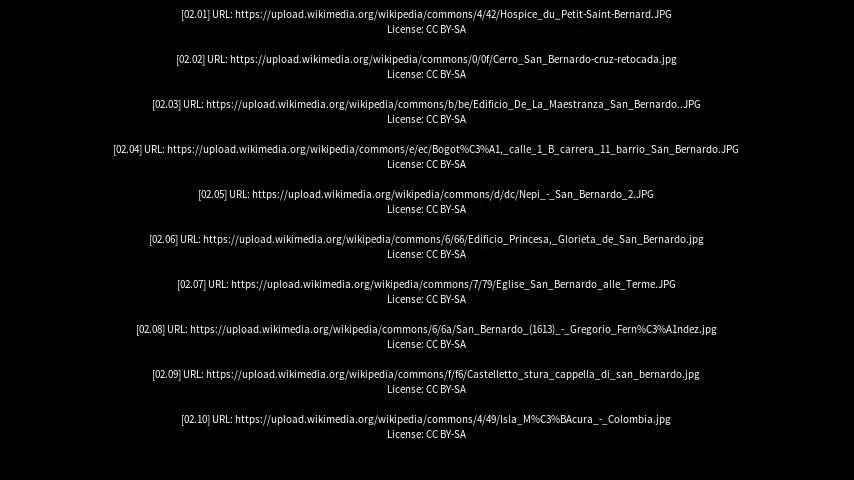 [02.01] URL: https://upload.wikimedia.org/wikipedia/commons/4/42/Hospice_du_Petit-Saint-Bernard.JPG
License: CC BY-SA
[02.02] URL: https://upload.wikimedia.org/wikipedia/commons/0/0f/Cerro_San_Bernardo-cruz-retocada.jpg
License: CC BY-SA
[02.03] URL: https://upload.wikimedia.org/wikipedia/commons/b/be/Edificio_De_La_Maestranza_San_Bernardo..JPG
License: CC BY-SA
[02.04] URL: https://upload.wikimedia.org/wikipedia/commons/e/ec/Bogot%C3%A1,_calle_1_B_carrera_11_barrio_San_Bernardo.JPG
License: CC BY-SA
[02.05] URL: https://upload.wikimedia.org/wikipedia/commons/d/dc/Nepi_-_San_Bernardo_2.JPG
License: CC BY-SA
[02.06] URL: https://upload.wikimedia.org/wikipedia/commons/6/66/Edificio_Princesa,_Glorieta_de_San_Bernardo.jpg
License: CC BY-SA
[02.07] URL: https://upload.wikimedia.org/wikipedia/commons/7/79/Eglise_San_Bernardo_alle_Terme.JPG
License: CC BY-SA
[02.08] URL: https://upload.wikimedia.org/wikipedia/commons/6/6a/San_Bernardo_(1613)_-_Gregorio_Fern%C3%A1ndez.jpg
License: CC BY-SA
[02.09] URL: https://upload.wikimedia.org/wikipedia/commons/f/f6/Castelletto_stura_cappella_di_san_bernardo.jpg
License: CC BY-SA
[02.10] URL: https://upload.wikimedia.org/wikipedia/commons/4/49/Isla_M%C3%BAcura_-_Colombia.jpg
License: CC BY-SA